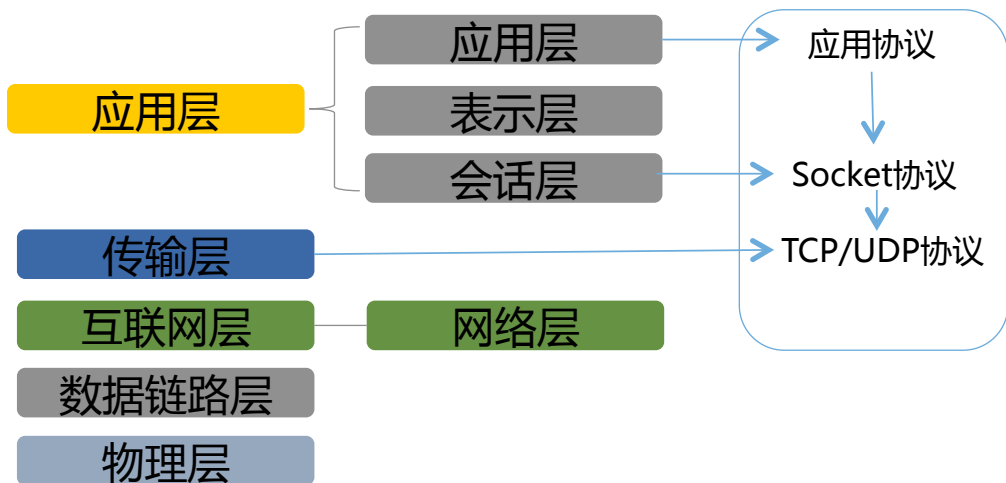 应用层
应用协议
应用层
表示层
会话层
Socket协议
传输层
TCP/UDP协议
互联网层
网络层
数据链路层
物理层